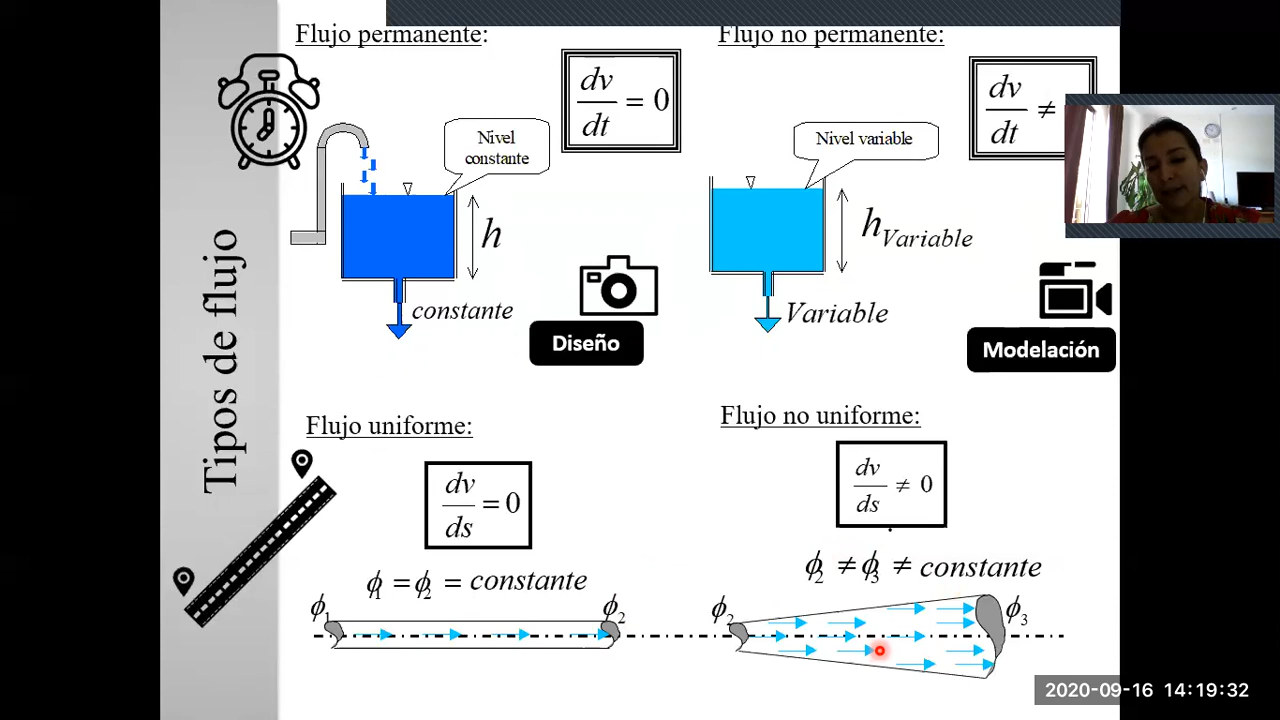 Tipos de flujo
Flujo permanente:
dv/dt = 0
Nivel
constante
h
constante
Diseño
Flujo no permanente:
dv/dt ≠
Nivel variable
h Variable
Variable
Modelación
Flujo uniforme:
dv/ds = 0
ϕ1 = ϕ2 = constante
ϕ1
ϕ2
Flujo no uniforme:
dv/ds ≠ 0
ϕ2 ≠ ϕ3 ≠ constante
ϕ2
ϕ3
2020-09-16 14:19:32